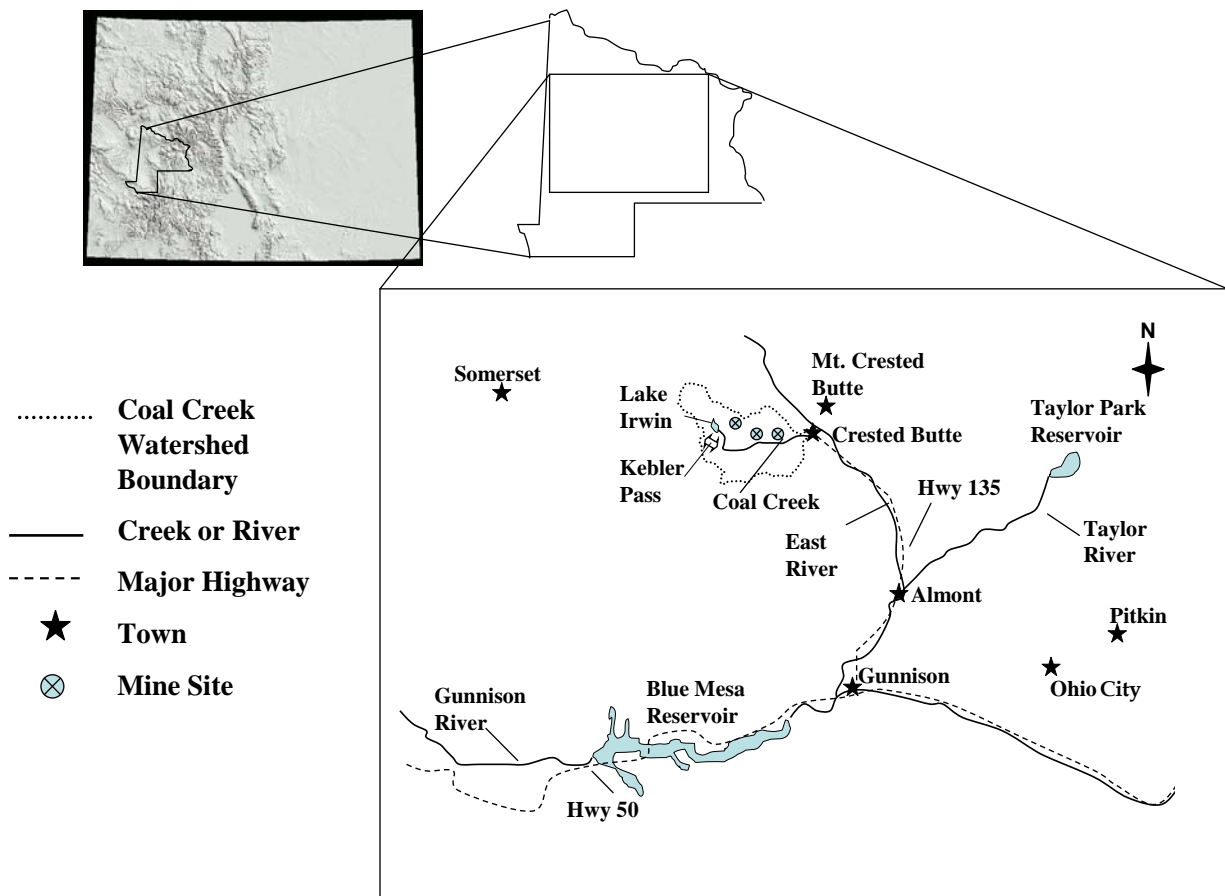 Coal Creek
Watershed
Boundary
Creek or River
Major Highway
Town
Mine Site
N
Somerset
Mt. Crested
Butte
Lake
Irwin
Taylor Park
Reservoir
Crested Butte
Kebler
Pass
Coal Creek
Hwy 135
East
River
Taylor
River
Almont
Pitkin
Gunnison
Ohio City
Blue Mesa
Reservoir
Gunnison
River
Hwy 50